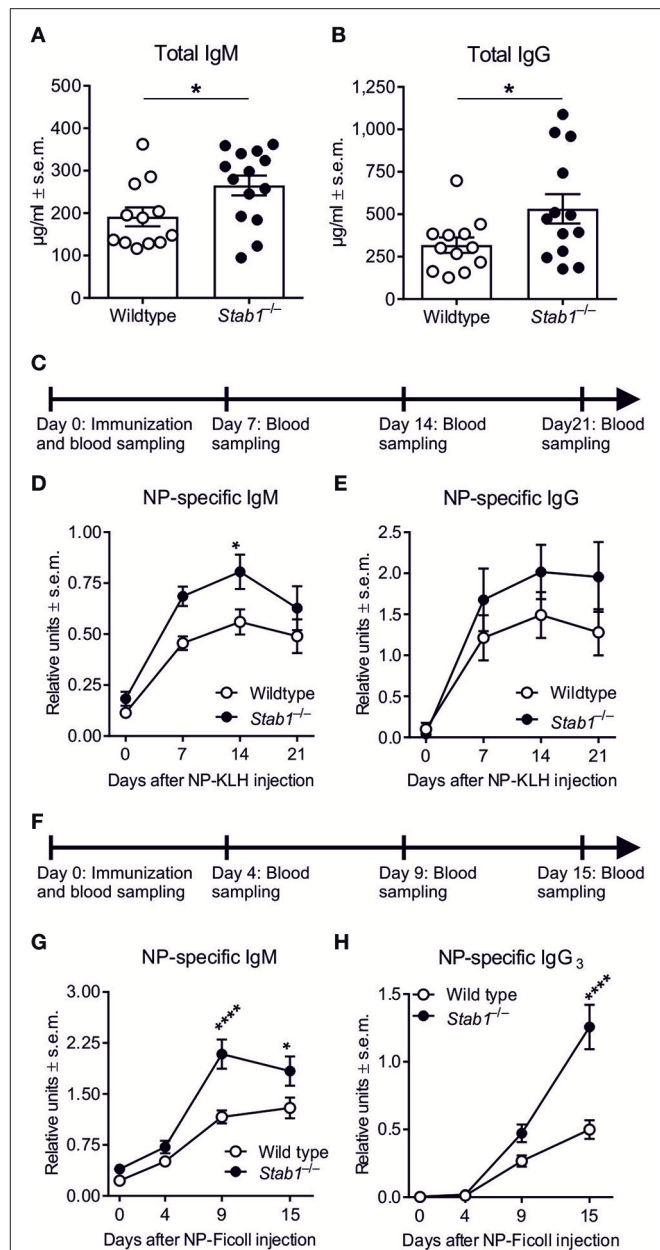 A
Total IgM
*
500
400
300
200
100
0
µg/ml ± s.e.m.
Wildtype
Stab1–/–
B
Total IgG
*
1,250
1,000
750
500
250
0
µg/ml ± s.e.m.
Wildtype
Stab1–/–
C
Day 0: Immunization
and blood sampling
Day 7: Blood
sampling
Day 14: Blood
sampling
Day21: Blood
sampling
D
NP-specific IgM
*
1.00
0.75
0.50
0.25
0.00
Relative units ± s.e.m.
Wildtype
Stab1–/–
0 7 14 21
Days after NP-KLH injection
E
NP-specific IgG
2.5
2.0
1.5
1.0
0.5
0.0
Relative units ± s.e.m.
Wildtype
Stab1–/–
0 7 14 21
Days after NP-KLH injection
F
Day 0: Immunization
and blood sampling
Day 4: Blood
sampling
Day 9: Blood
sampling
Day 15: Blood
sampling
G
NP-specific IgM
****
*
3.00
2.25
1.50
0.75
0.00
Relative units ± s.e.m.
Wild type
Stab1–/–
0 4 9 15
Days after NP-Ficoll injection
H
NP-specific IgG3
****
1.5
1.0
0.5
0.0
Relative units ± s.e.m.
Wild type
Stab1–/–
0 4 9 15
Days after NP-Ficoll injection